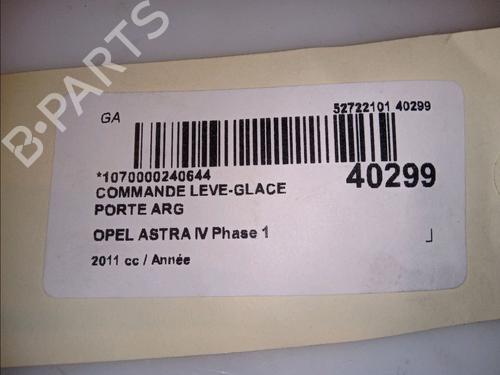 B-PARTS
GA
52722101 40299
*1070000240644
40299
COMMANDE LEVE-GLACE
PORTE ARG
OPEL ASTRA IV Phase 1
2011 cc / Année